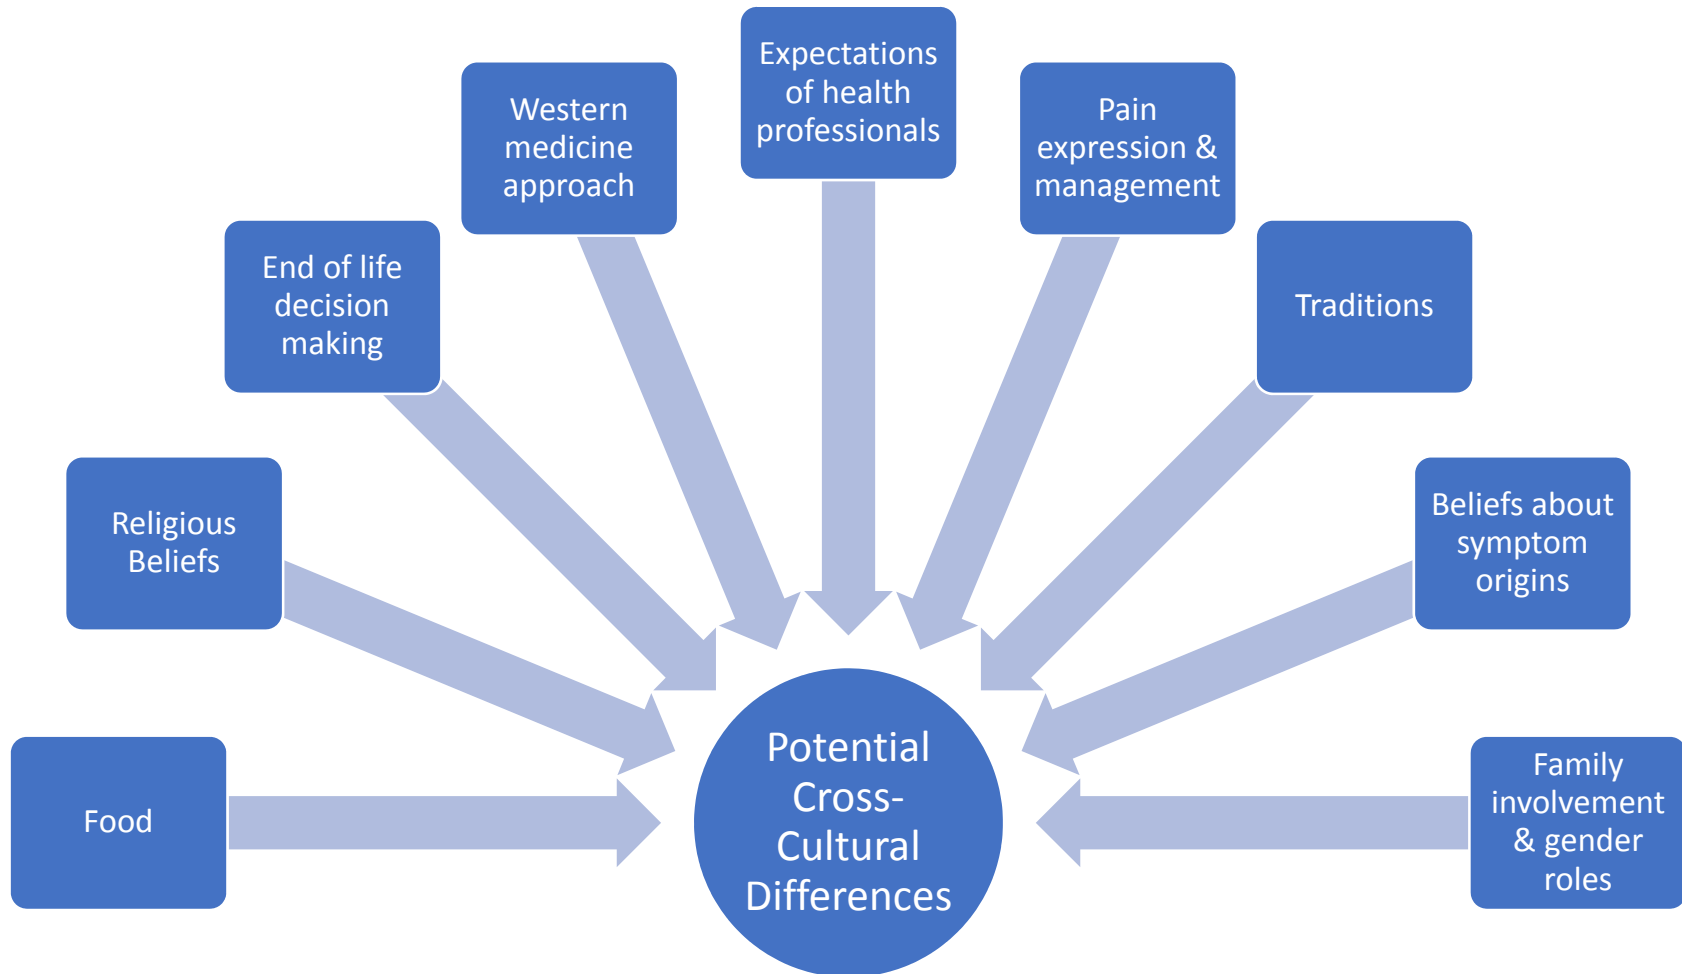 Food
Religious
Beliefs
End of life
decision
making
Western
medicine
approach
Expectations
of health
professionals
Pain
expression &
management
Traditions
Beliefs about
symptom
origins
Family
involvement
& gender
roles
Potential
Cross-
Cultural
Differences